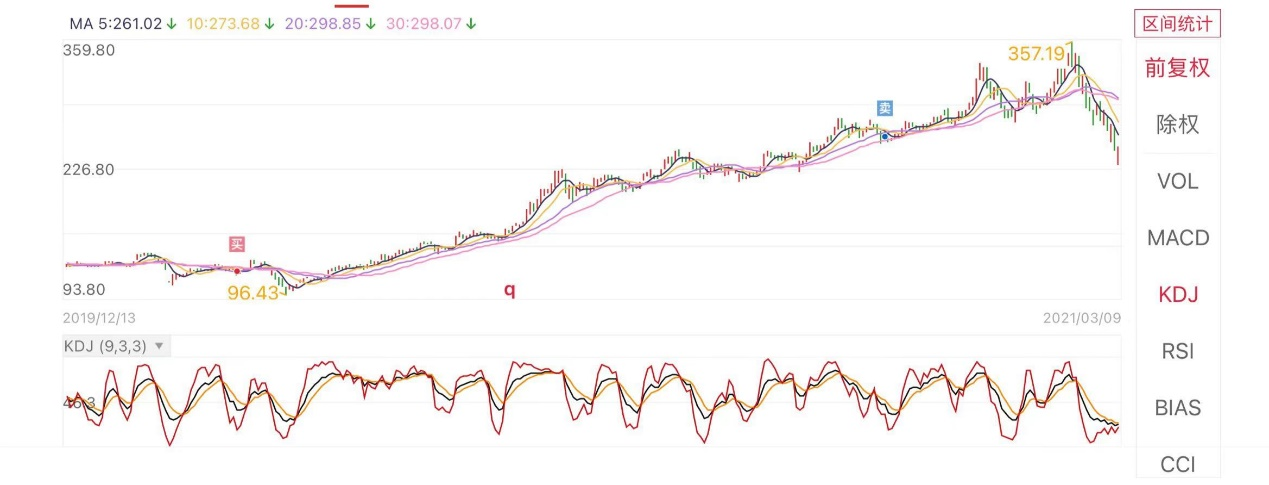 MA 5:261.02↓ 10:273.68↓ 20:298.85↓ 30:298.07↓
区间统计
359.80
357.19
前复权
卖
除权
226.80
VOL
MACD
买
93.80
96.43
q
KDJ
2019/12/13
2021/03/09
KDJ (9,3,3) ▼
RSI
BIAS
CCI